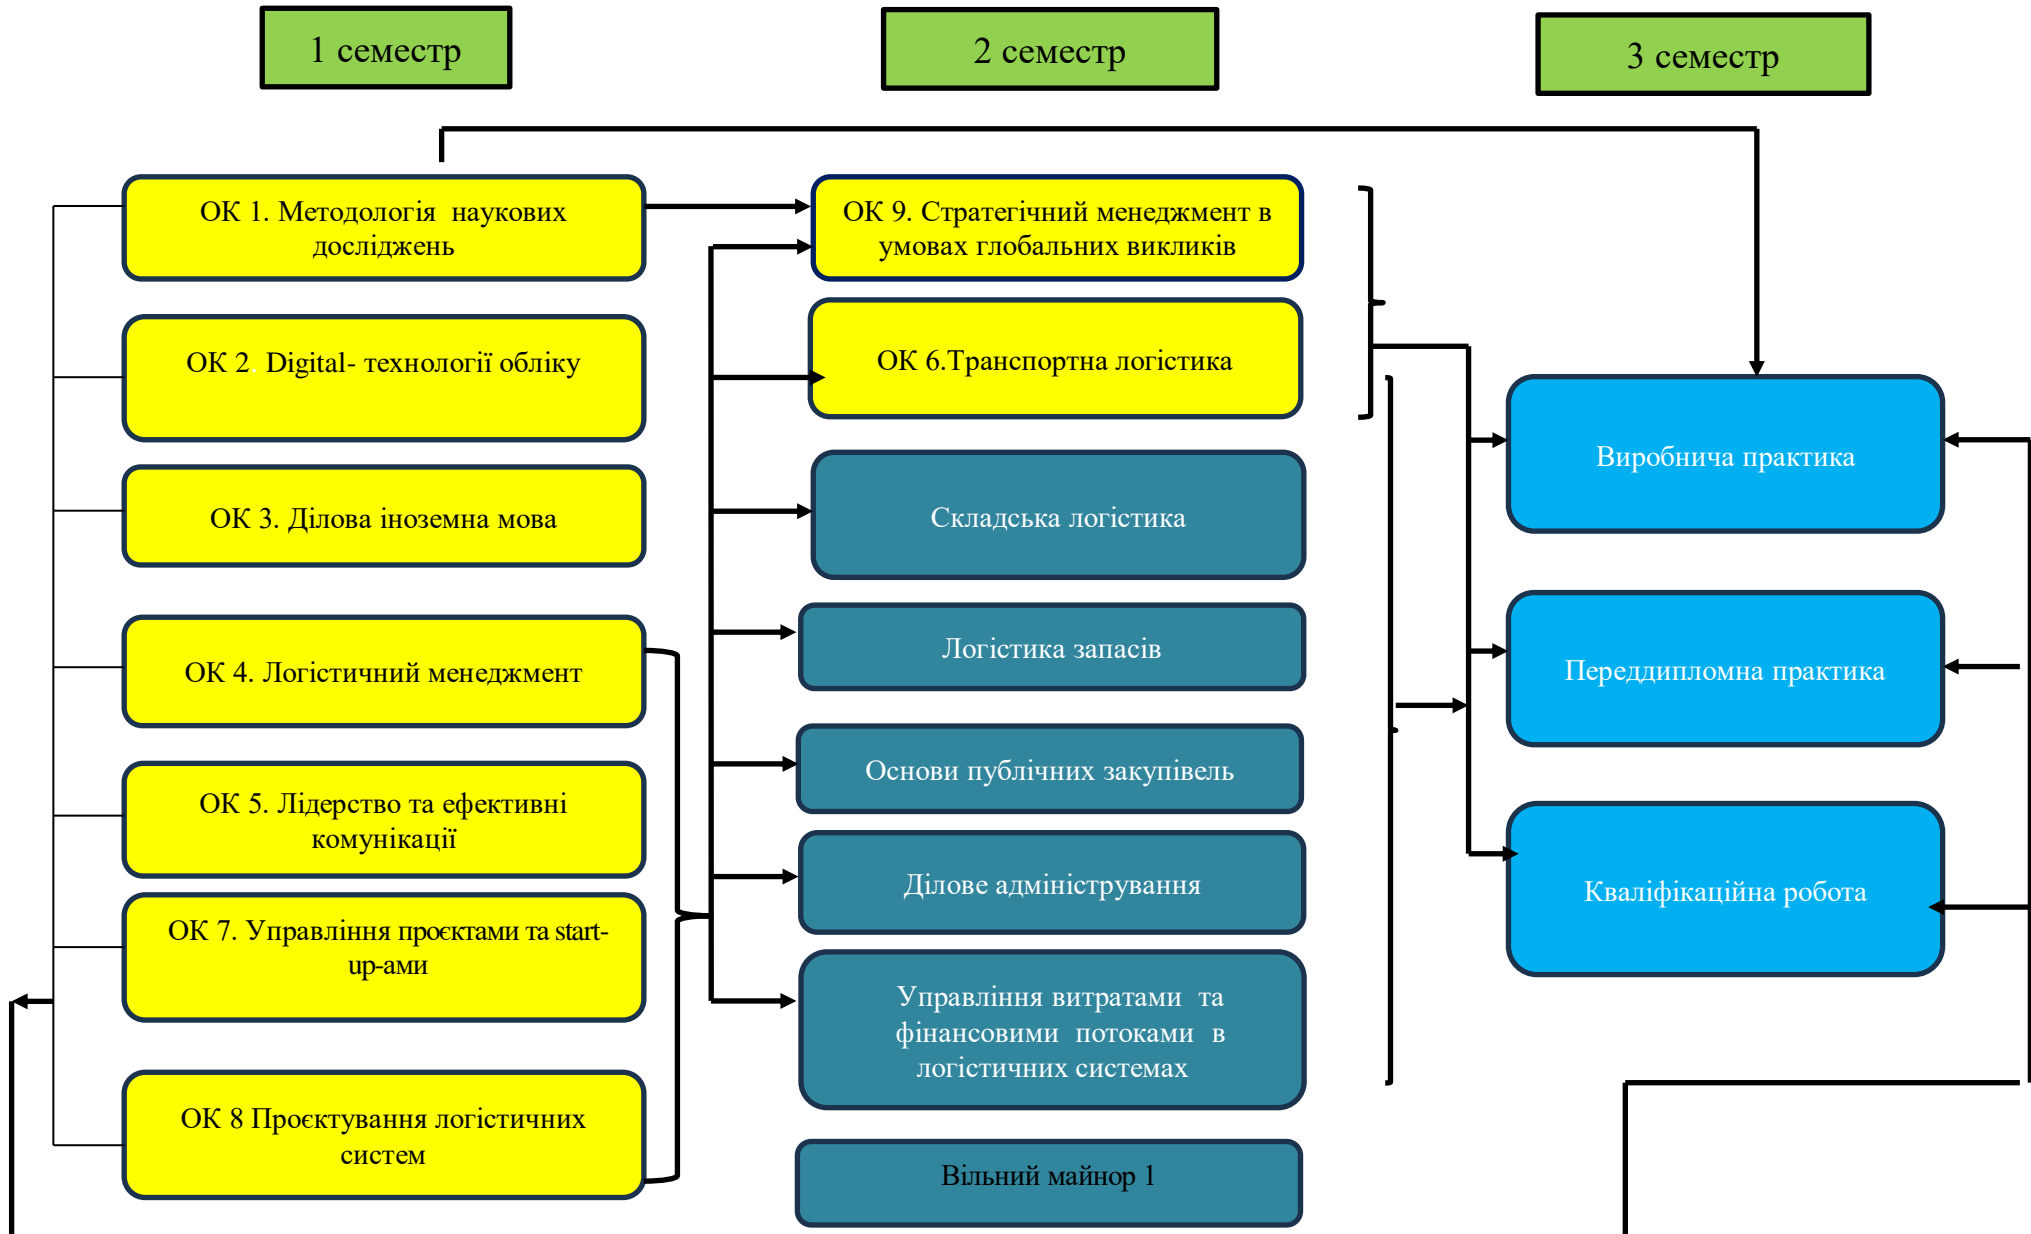 1 семестр
2 семестр
3 семестр
ОК 1. Методологія наукових
досліджень
ОК 2. Digital- технології обліку
ОК 3. Ділова іноземна мова
ОК 4. Логістичний менеджмент
ОК 5. Лідерство та ефективні
комунікації
ОК 7. Управління проєктами та start-
up-ами
ОК 8 Проєктування логістичних
систем
ОК 9. Стратегічний менеджмент в
умовах глобальних викликів
ОК 6.Транспортна логістика
Складська логістика
Логістика запасів
Основи публічних закупівель
Ділове адміністрування
Управління витратами та
фінансовими потоками в
логістичних системах
Вільний майнор 1
Виробнича практика
Переддипломна практика
Кваліфікаційна робота